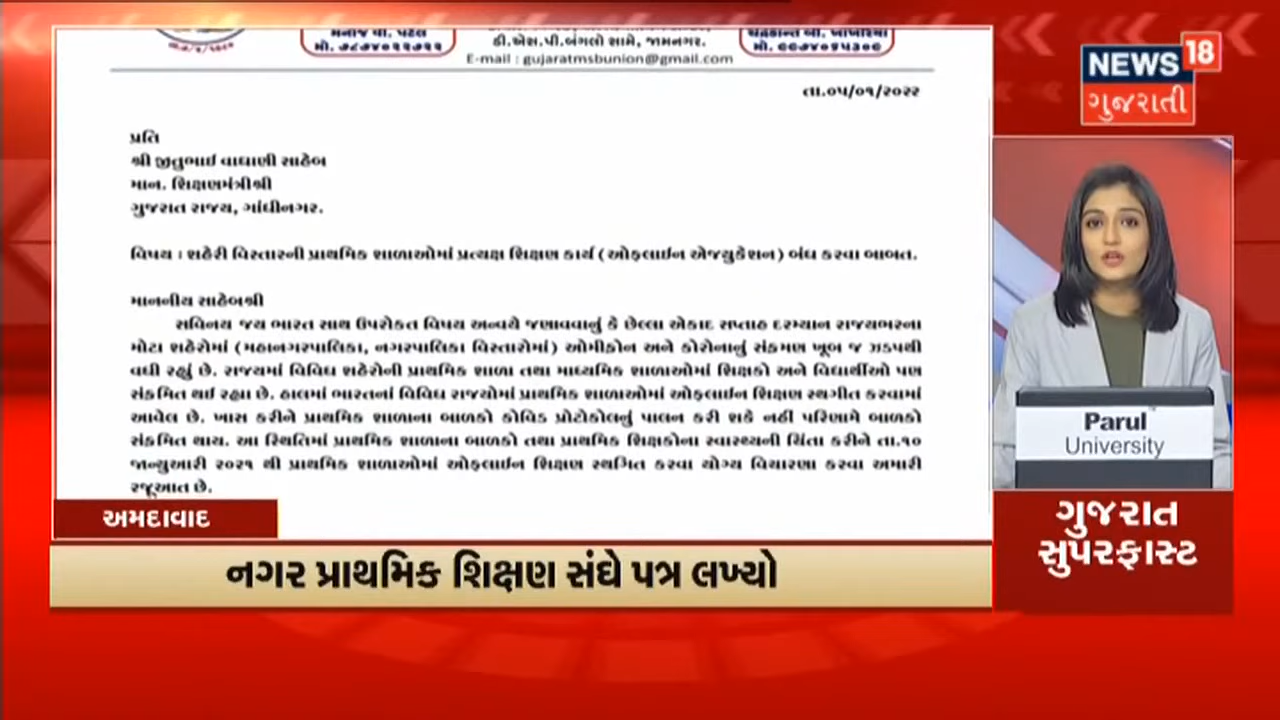 મનોજ વી. પટેલ
મો. ૭૮૭૪૦૨૧૭૨૨
ડી.એસ.પી.બંગલો સામે, જામનગર.
મો.
E-mail : gujaratmsbunion@gmail.com
તા.૦૫/૦૧/૨૦૨૨
પ્રતિ
શ્રી જીતુભાઈ વાઘાણી સાહેબ
માન. શિક્ષણમંત્રીશ્રી
ગુજરાત રાજ્ય, ગાંધીનગર.
વિષય : શહેરી વિસ્તારની પ્રાથમિક શાળાઓમાં પ્રત્યક્ષ શિક્ષણ કાર્ય (ઓફલાઈન એજ્યુકેશન) બંધ કરવા બાબત.
માનનીય સાહેબશ્રી
સવિનય જય ભારત સાથ ઉપરોકત વિષય અન્વયે જણાવવાનું કે છેલ્લા એકાદ સપ્તાહ દરમ્યાન રાજ્યભરના
મોટા શહેરોમાં (મહાનગરપાલિકા, નગરપાલિકા વિસ્તારોમાં) ઓમીક્રોન અને કોરોનાનું સંક્રમણ ખૂબ જ ઝડપથી
વધી રહ્યું છે. રાજ્યમાં વિવિધ શહેરોની પ્રાથમિક શાળા તથા માધ્યમિક શાળાઓમાં શિક્ષકો અને વિદ્યાર્થીઓ પણ
સંક્રમિત થઈ રહ્યા છે. હાલમાં ભારતનાં વિવિધ રાજ્યોમાં પ્રાથમિક શાળાઓમાં ઓફલાઈન શિક્ષણ સ્થગીત કરવામાં
આવેલ છે. ખાસ કરીને પ્રાથમિક શાળાના બાળકો કોવિડ પ્રોટોકોલનું પાલન કરી શકે નહીં પરિણામે બાળકો
સંક્રમિત થાય. આ સ્થિતિમાં પ્રાથમિક શાળાના બાળકો તથા પ્રાથમિક શિક્ષકોના સ્વાસ્થ્યની ચિંતા કરીને તા.૧૦
જાન્યુઆરી ૨૦૨૧ થી પ્રાથમિક શાળાઓમાં ઓફલાઈન શિક્ષણ સ્થગિત કરવા યોગ્ય વિચારણા કરવા અમારી
રજૂઆત છે.
અમદાવાદ
નગર પ્રાથમિક શિક્ષણ સંઘે પત્ર લખ્યો
NEWS 18
ગુજરાતી
Parul
University
ગુજરાત
સુપરફાસ્ટ